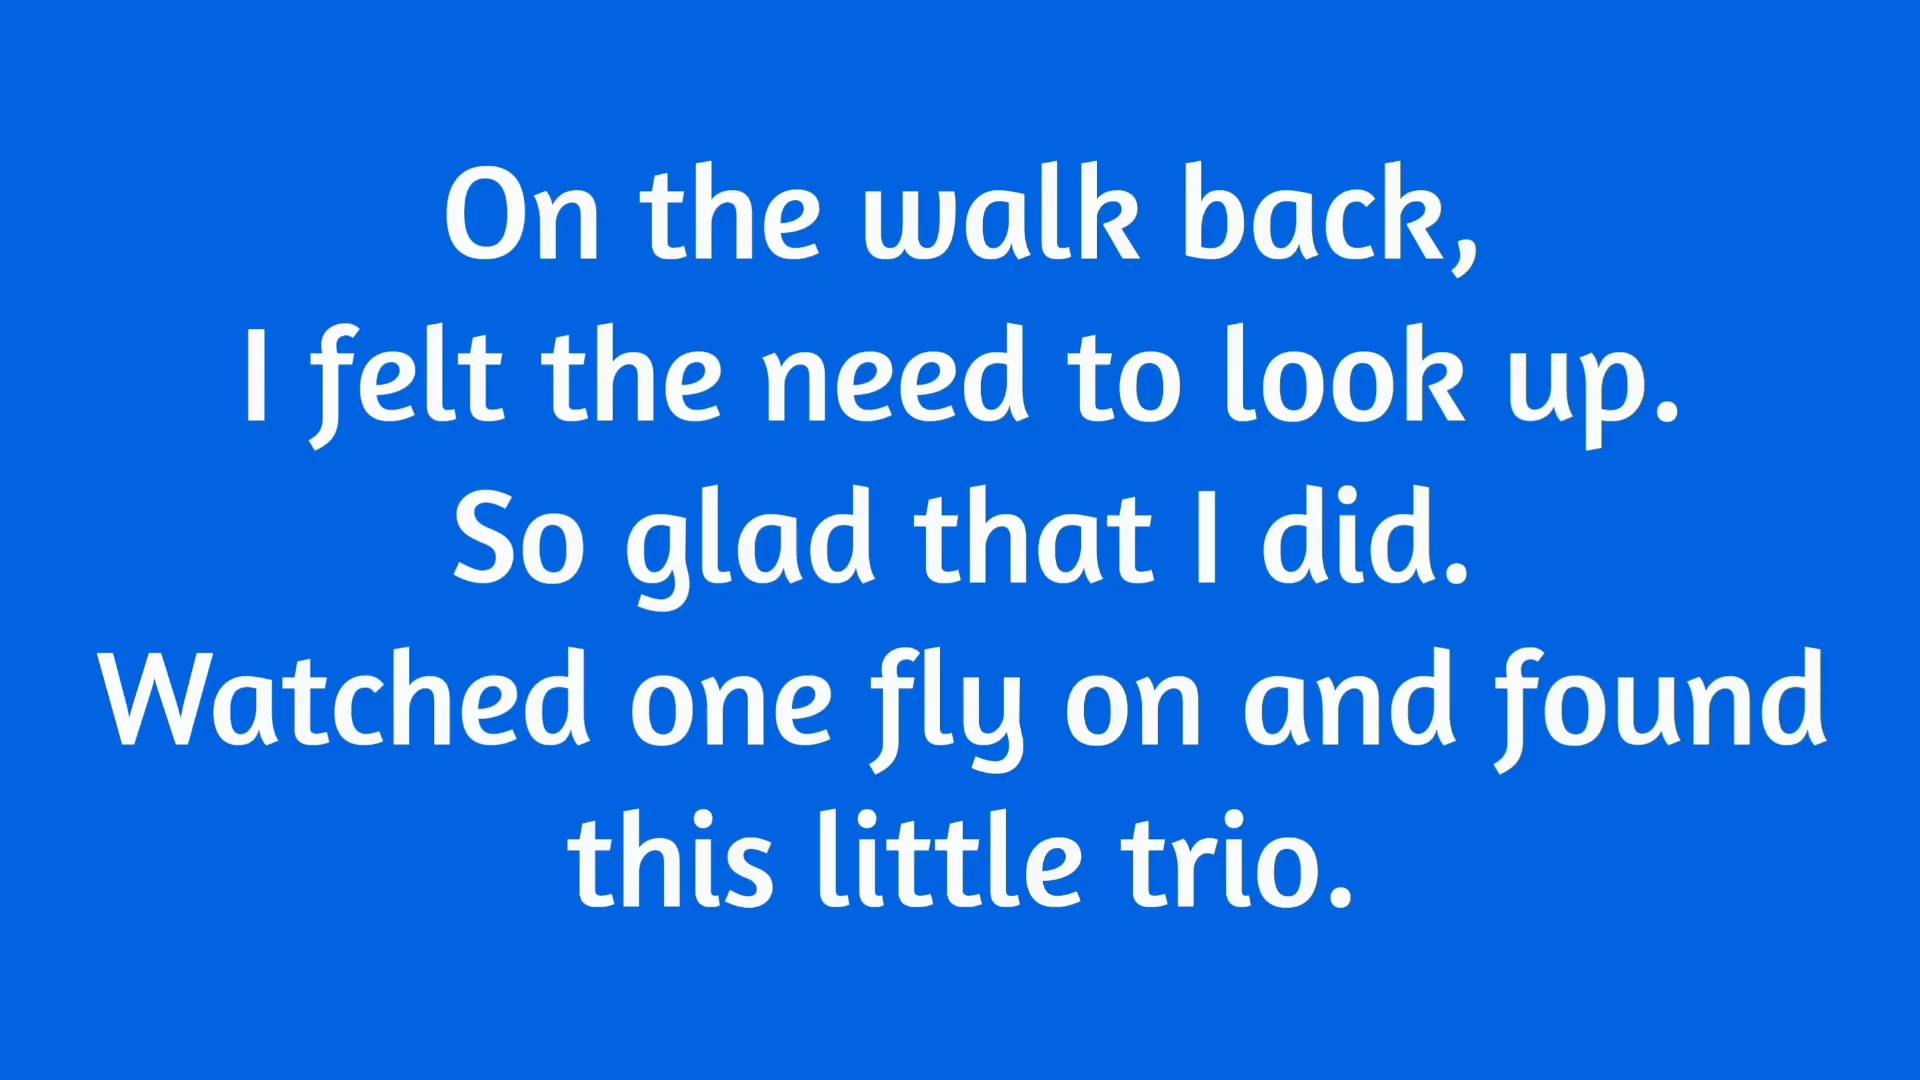 On the walk back,
I felt the need to look up.
So glad that I did.
Watched one fly on and found
this little trio.